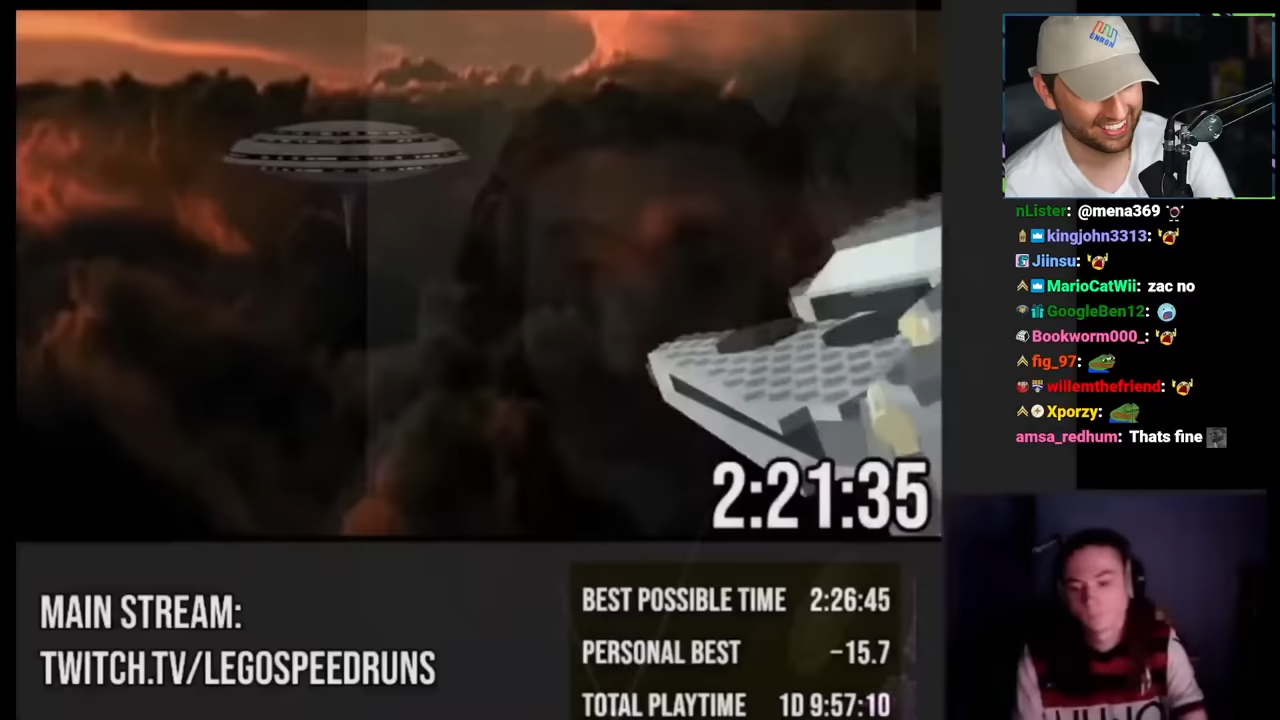 ENRON
nLister: @mena369
kingjohn3313:
Jiinsu:
MarioCatWii: zac no
GoogleBen12:
Bookworm000_:
fig_97:
willemthefriend:
Xporzy:
amsa_redhum: Thats fine
2:21:35
MAIN STREAM:
TWITCH.TV/LEGOSPEEDRUNS
BEST POSSIBLE TIME 2:26:45
PERSONAL BEST −15.7
TOTAL PLAYTIME 1D 9:57:10